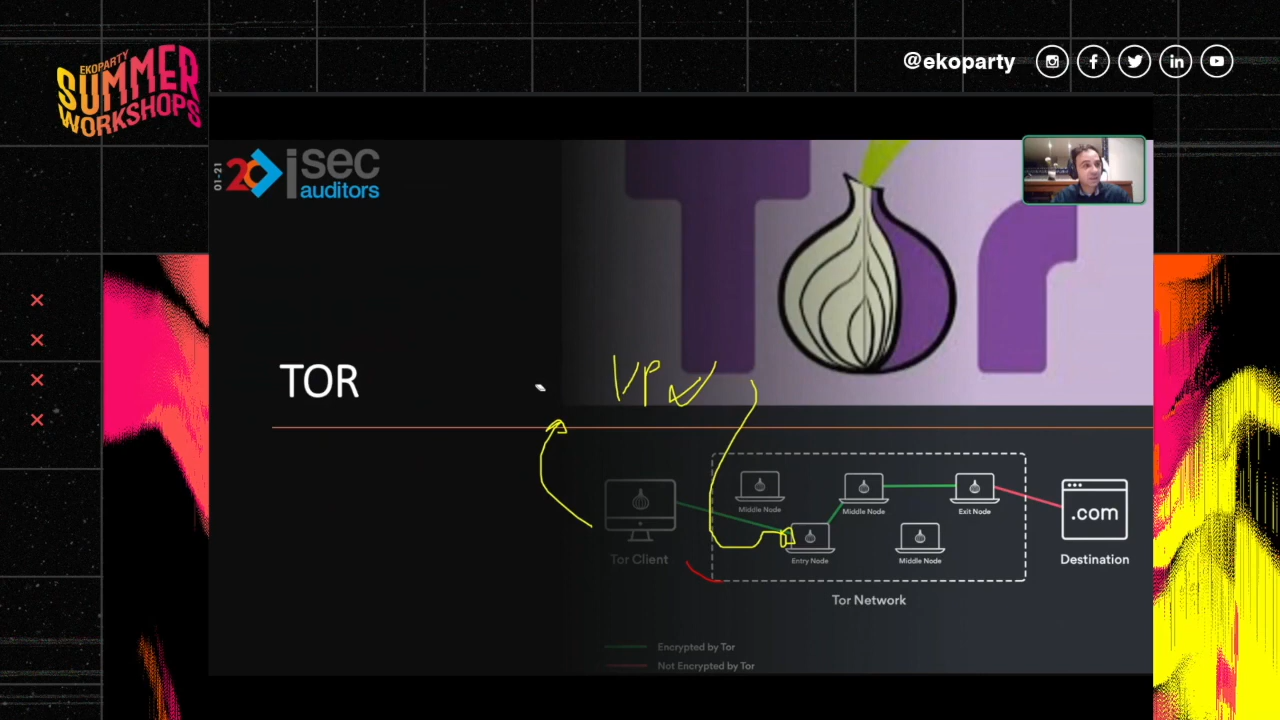 EKOPARTY
SUMMER
WORKSHOPS
@ekoparty
01-21
20
isec
auditors
Tor
TOR
VPN
Middle Node
Middle Node
Exit Node
.com
Entry Node
Middle Node
Tor Client
Destination
Tor Network
Encrypted by Tor
Not Encrypted by Tor